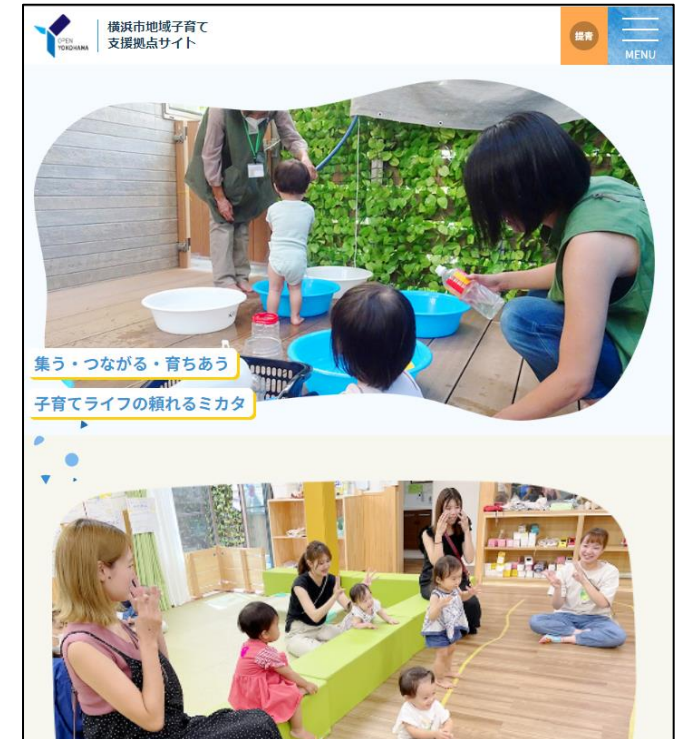 OPEN
YOKOHAMA
横浜市地域子育て
支援拠点サイト
MENU
集う・つながる・育ちあう
子育てライフの頼れるミカタ